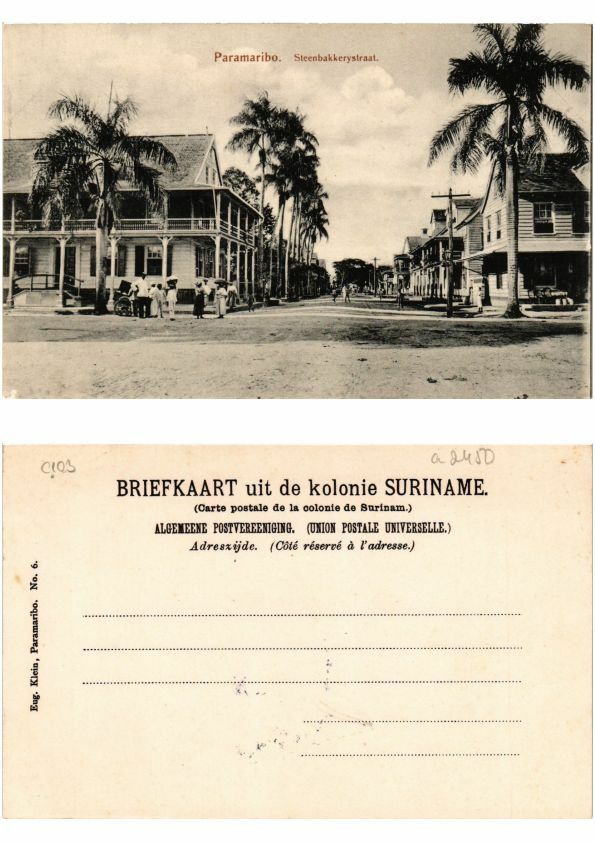 Paramaribo. Steenbakkerystraat.
C103
a 2450
BRIEFKAART uit de kolonie SURINAME.
(Carte postale de la colonie de Surinam.)
ALGEMEENE POSTVEREENIGING. (UNION POSTALE UNIVERSELLE.)
Adreszijde. (Côté réservé à l'adresse.)
Eug. Klein, Paramaribo. No. 6.